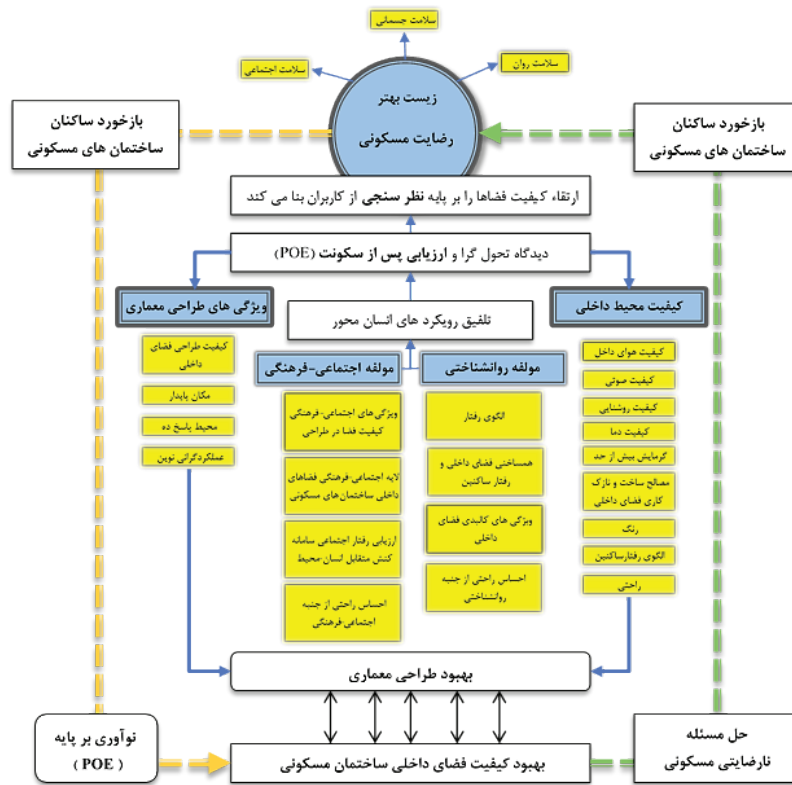 سلامت جسمانی
سلامت روان
سلامت اجتماعی
زیست بهتر
رضایت مسکونی
بازخورد ساکنان
ساختمان های مسکونی
بازخورد ساکنان
ساختمان های مسکونی
ارتقاء کیفیت فضاها را بر پایه نظر سنجی از کاربران بنا می کند
دیدگاه تحول گرا و ارزیابی پس از سکونت (POE)
کیفیت محیط داخلی
ویژگی های طراحی معماری
تلفیق رویکرد های انسان محور
مولفه روانشناختی
مولفه اجتماعی-فرهنگی
کیفیت هوای داخل
کیفیت صوتی
کیفیت روشنایی
کیفیت دما
گرمایش بیش از حد
مصالح ساخت و نازک
کاری فضای داخلی
رنگ
الگوی رفتارساکنین
راحتی
الگوی رفتار
همساختی فضای داخلی و
رفتار ساکنین
ویژگی های کالبدی فضای
داخلی
احساس راحتی از جنبه
روانشناختی
ویژگی های اجتماعی-فرهنگی
کیفیت فضا در طراحی
لایه اجتماعی-فرهنگی فضاهای
داخلی ساختمان های مسکونی
ارزیابی رفتار اجتماعی سامانه
کنش متقابل انسان-محیط
احساس راحتی از جنبه
اجتماعی-فرهنگی
کیفیت طراحی فضای
داخلی
مکان پایدار
محیط پاسخ ده
عملکردگرائی نوین
بهبود طراحی معماری
حل مسئله
نارضایتی مسکونی
بهبود کیفیت فضای داخلی ساختمان مسکونی
نوآوری بر پایه
(POE )